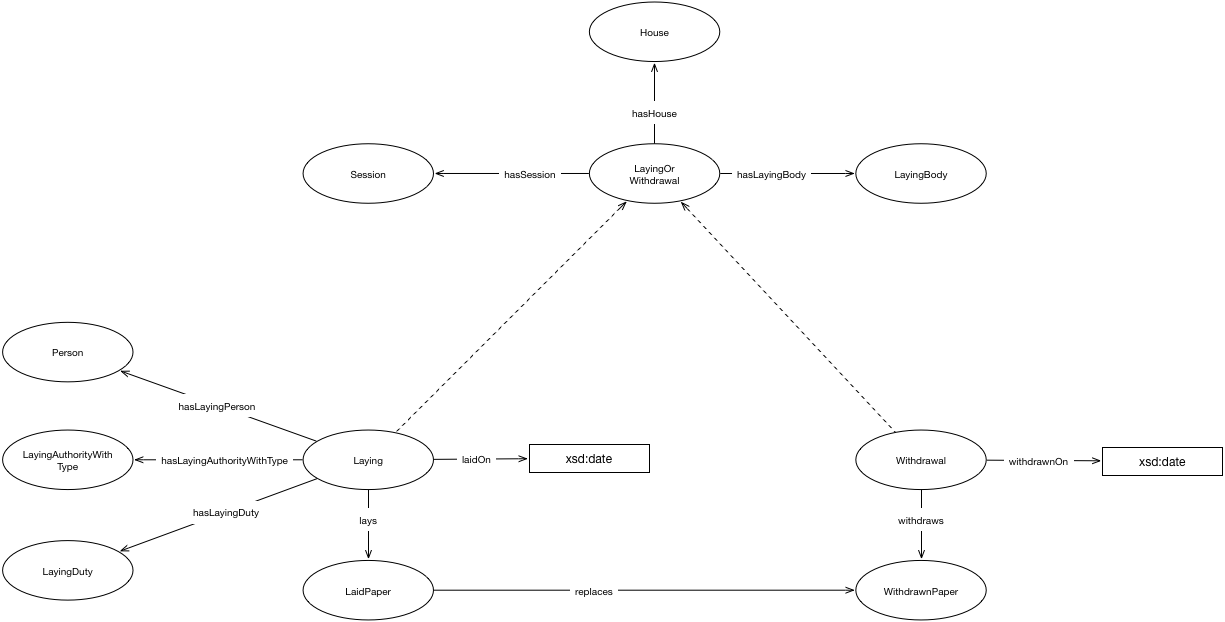 House
hasHouse
Session
hasSession
LayingOr
Withdrawal
hasLayingBody
LayingBody
Person
hasLayingPerson
LayingAuthorityWith
Type
hasLayingAuthorityWithType
Laying
laidOn
xsd:date
Withdrawal
withdrawnOn
xsd:date
hasLayingDuty
lays
withdraws
LayingDuty
LaidPaper
replaces
WithdrawnPaper